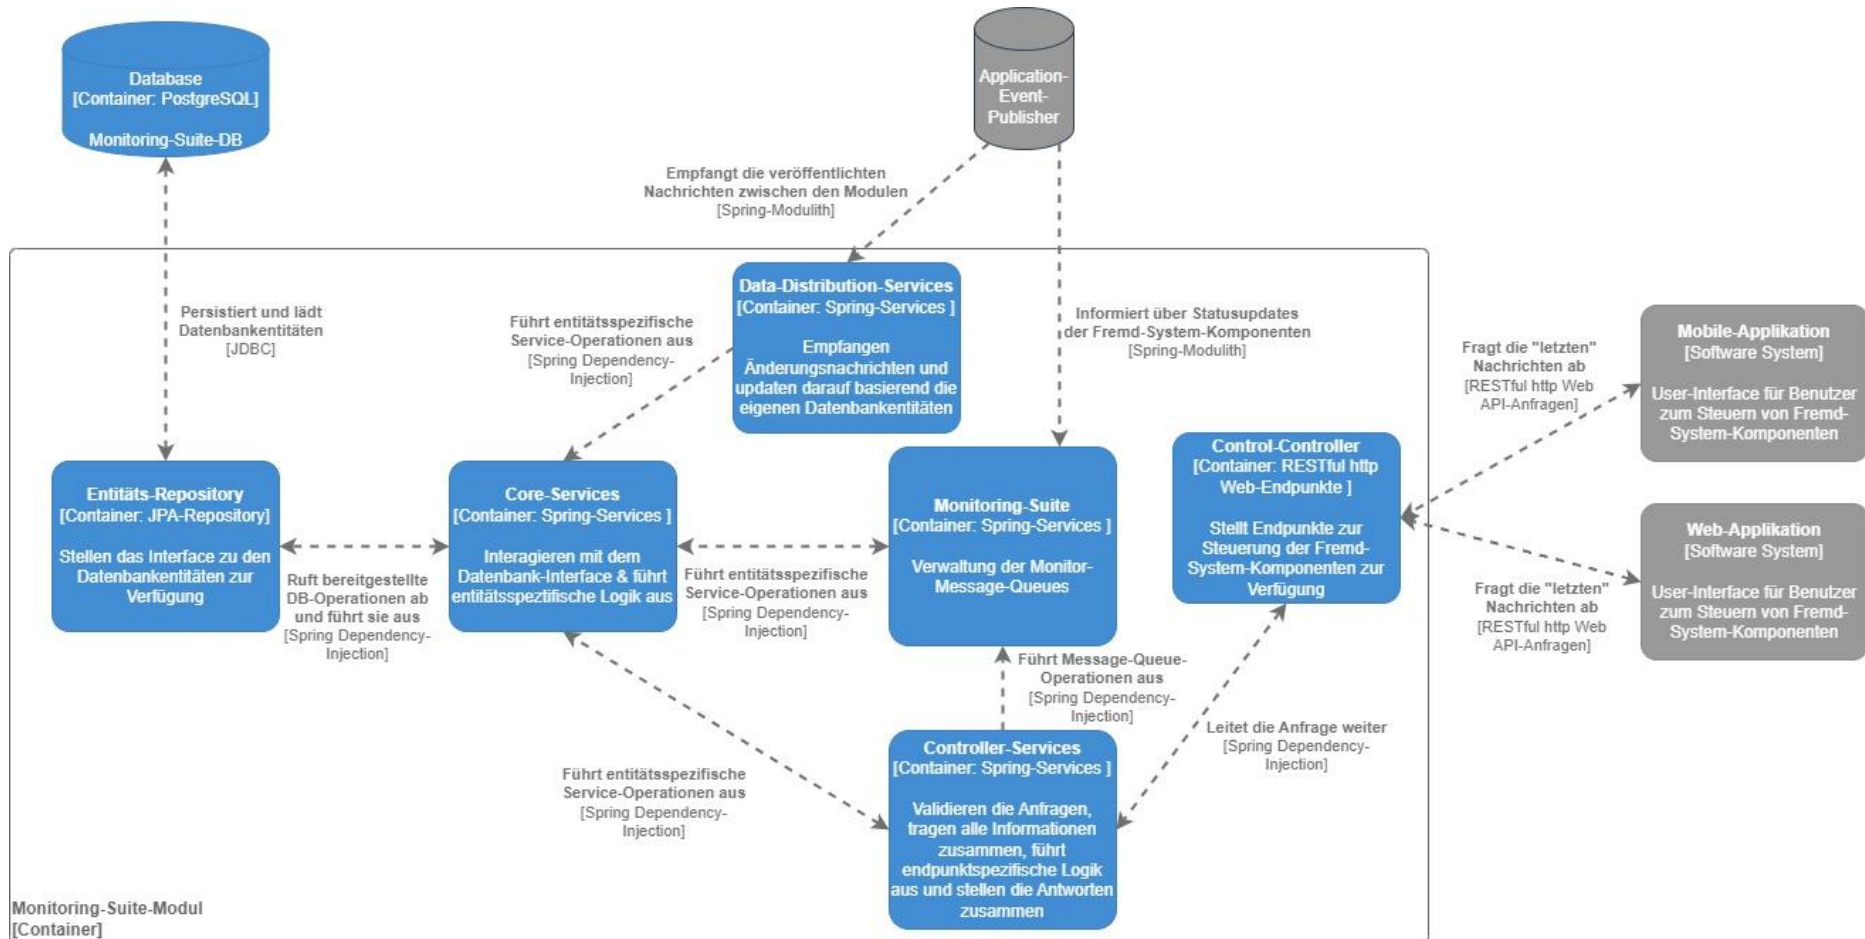 Database
[Container: PostgreSQL]
Monitoring-Suite-DB
Application-
Event-
Publisher
Empfangt die veröffentlichten
Nachrichten zwischen den Modulen
[Spring-Modulith]
Persistiert und lädt
Datenbankentitäten
[JDBC]
Führt entitätsspezifische
Service-Operationen aus
[Spring Dependency-
Injection]
Data-Distribution-Services
[Container: Spring-Services ]
Empfangen
Änderungsnachrichten und
updaten darauf basierend die
eigenen Datenbankentitäten
Informiert über Statusupdates
der Fremd-System-Komponenten
[Spring-Modulith]
Fragt die "letzten"
Nachrichten ab
[RESTful http Web
API-Anfragen]
Mobile-Applikation
[Software System]
User-Interface für Benutzer
zum Steuern von Fremd-
System-Komponenten
Entitäts-Repository
[Container: JPA-Repository]
Stellen das Interface zu den
Datenbankentitäten zur
Verfügung
Ruft bereitgestellte
DB-Operationen ab
und führt sie aus
[Spring Dependency-
Injection]
Core-Services
[Container: Spring-Services ]
Interagieren mit dem
Datenbank-Interface & führt
entitätsspeztifische Logik aus
Führt entitätsspezifische
Service-Operationen aus
[Spring Dependency-
Injection]
Monitoring-Suite
[Container: Spring-Services ]
Verwaltung der Monitor-
Message-Queues
Control-Controller
[Container: RESTful http
Web-Endpunkte ]
Stellt Endpunkte zur
Steuerung der Fremd-
System-Komponenten zur
Verfügung
Web-Applikation
[Software System]
User-Interface für Benutzer
zum Steuern von Fremd-
System-Komponenten
Fragt die "letzten"
Nachrichten ab
[RESTful http Web
API-Anfragen]
Führt Message-Queue-
Operationen aus
[Spring Dependency-
Injection]
Leitet die Anfrage weiter
[Spring Dependency-
Injection]
Führt entitätsspezifische
Service-Operationen aus
[Spring Dependency-
Injection]
Controller-Services
[Container: Spring-Services ]
Validieren die Anfragen,
tragen alle Informationen
zusammen, führt
endpunktspezifische Logik
aus und stellen die Antworten
zusammen
Monitoring-Suite-Modul
[Container]